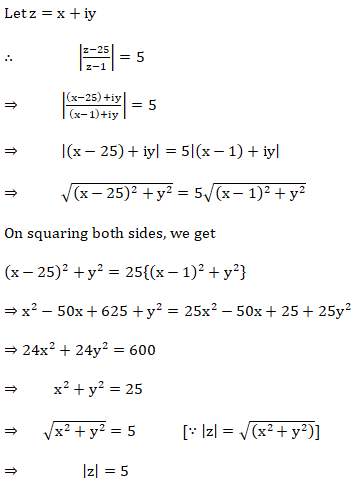 Let z = x + iy
∴ |z−25/z−1| = 5
⇒ |(x−25)+iy/(x−1)+iy| = 5
⇒ |(x − 25) + iy| = 5|(x − 1) + iy|
⇒ √(x − 25)² + y² = 5√(x − 1)² + y²
On squaring both sides, we get
(x − 25)² + y² = 25{(x − 1)² + y²}
⇒ x² − 50x + 625 + y² = 25x² − 50x + 25 + 25y²
⇒ 24x² + 24y² = 600
⇒ x² + y² = 25
⇒ √x² + y² = 5 [∵ |z| = √(x² + y²)]
⇒ |z| = 5